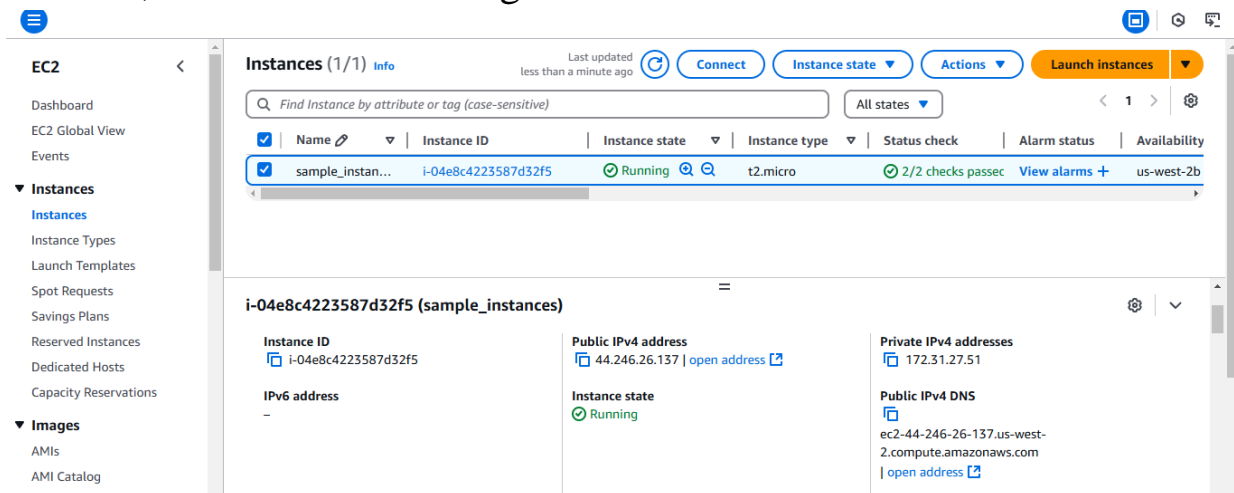 EC2
Dashboard
EC2 Global View
Events
Instances
Instances
Instance Types
Launch Templates
Spot Requests
Savings Plans
Reserved Instances
Dedicated Hosts
Capacity Reservations
Images
AMIs
AMI Catalog
Instances (1/1) Info
Last updated
less than a minute ago
Connect
Instance state
Actions
Launch instances
Find Instance by attribute or tag (case-sensitive)
All states
1
Name Instance ID Instance state Instance type Status check Alarm status Availability
sample_instan... i-04e8c4223587d32f5 Running t2.micro 2/2 checks passec View alarms + us-west-2b
i-04e8c4223587d32f5 (sample_instances)
Instance ID
i-04e8c4223587d32f5
IPv6 address
–
Public IPv4 address
44.246.26.137 | open address
Instance state
Running
Private IPv4 addresses
172.31.27.51
Public IPv4 DNS
ec2-44-246-26-137.us-west-
2.compute.amazonaws.com
| open address